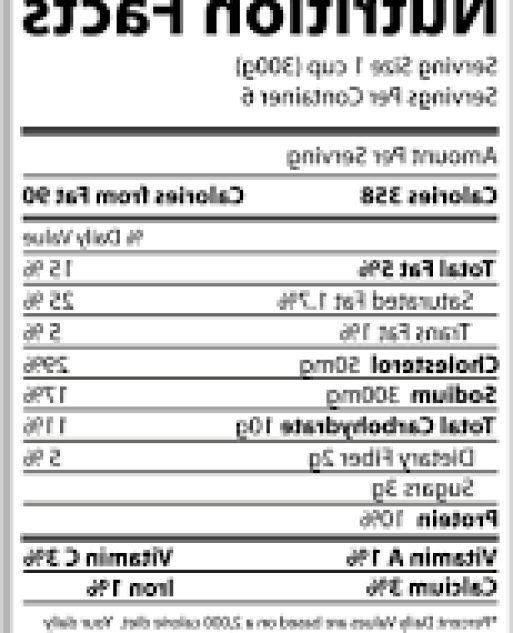 Nutrition Facts
Serving Size 1 cup (300g)
Servings Per Container 6
Amount Per Serving
Calories 358 Calories from Fat 90
% Daily Value
Total Fat 5% 15 %
Saturated Fat 1.7% 25 %
Trans Fat 1% 5 %
Cholesterol 50mg 29%
Sodium 300mg 17%
Total Carbohydrate 10g 11%
Dietary Fiber 2g 5 %
Sugars 3g
Protein 10%
Vitamin A 1% Vitamin C 3%
Calcium 3% Iron 1%
*Percent Daily Values are based on a 2,000 calorie diet. Your daily